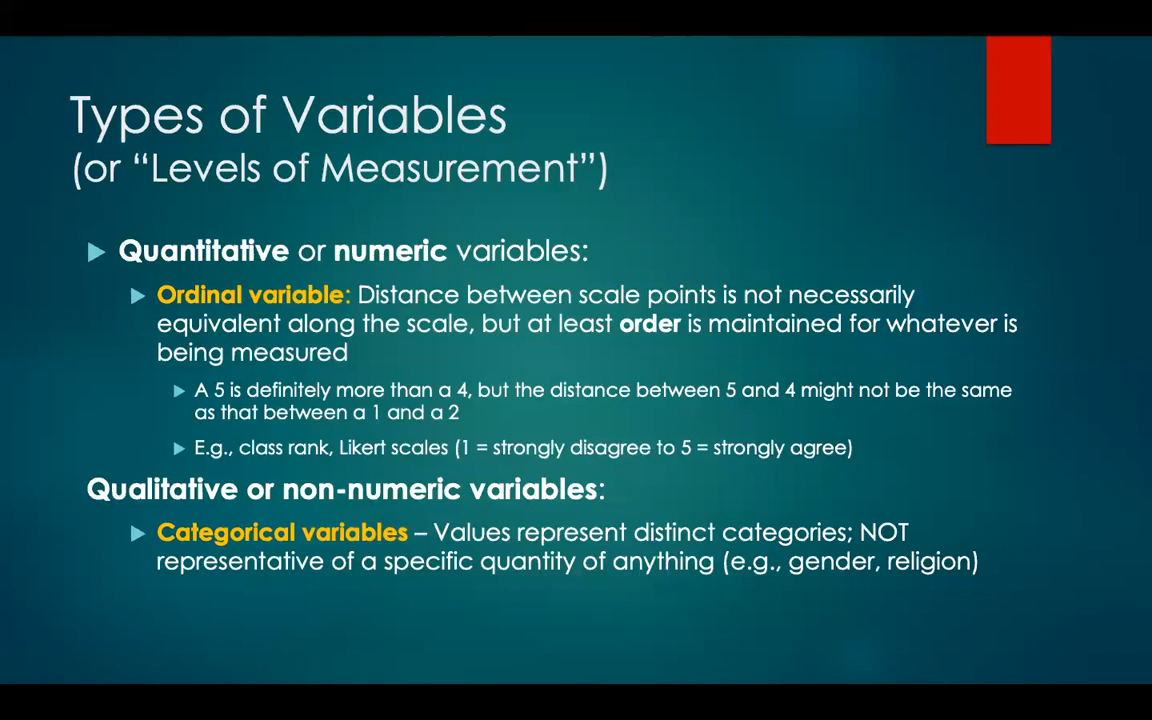 Types of Variables
(or “Levels of Measurement”)
Quantitative or numeric variables:
Ordinal variable: Distance between scale points is not necessarily
equivalent along the scale, but at least order is maintained for whatever is
being measured
A 5 is definitely more than a 4, but the distance between 5 and 4 might not be the same
as that between a 1 and a 2
E.g., class rank, Likert scales (1 = strongly disagree to 5 = strongly agree)
Qualitative or non-numeric variables:
Categorical variables – Values represent distinct categories; NOT
representative of a specific quantity of anything (e.g., gender, religion)